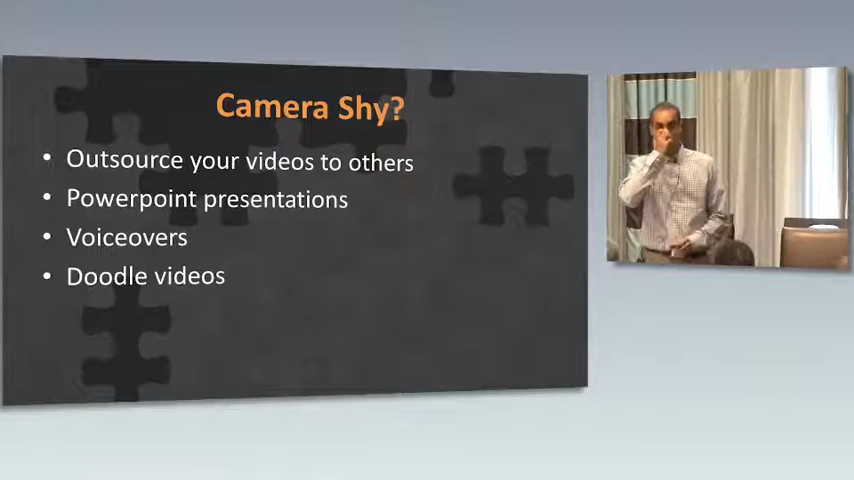 Camera Shy?
• Outsource your videos to others
• Powerpoint presentations
• Voiceovers
• Doodle videos